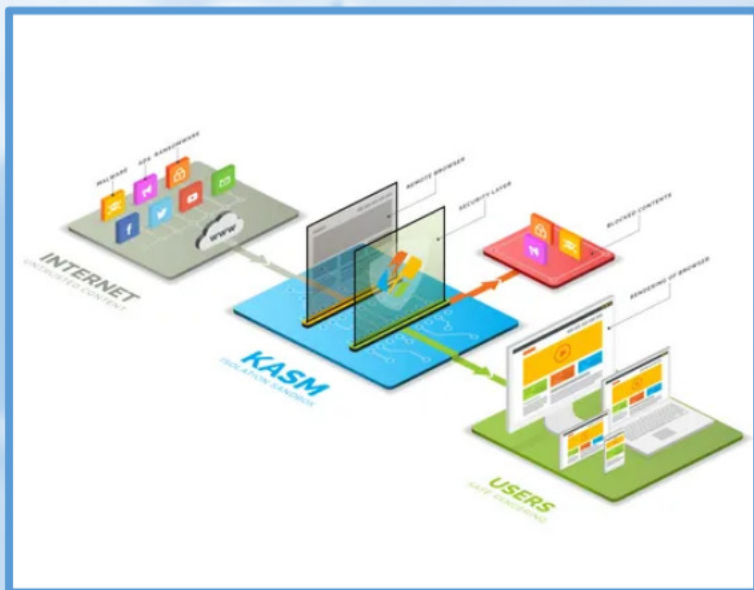 MALWARE
ADS
RANSOMWARE
WWW
INTERNET
UNTRUSTED CONTENT
REMOTE BROWSER
SECURITY LAYER
BLOCKED CONTENTS
KASM
ISOLATION SANDBOX
RENDERING OF BROWSER
USERS
SAFE RENDERING